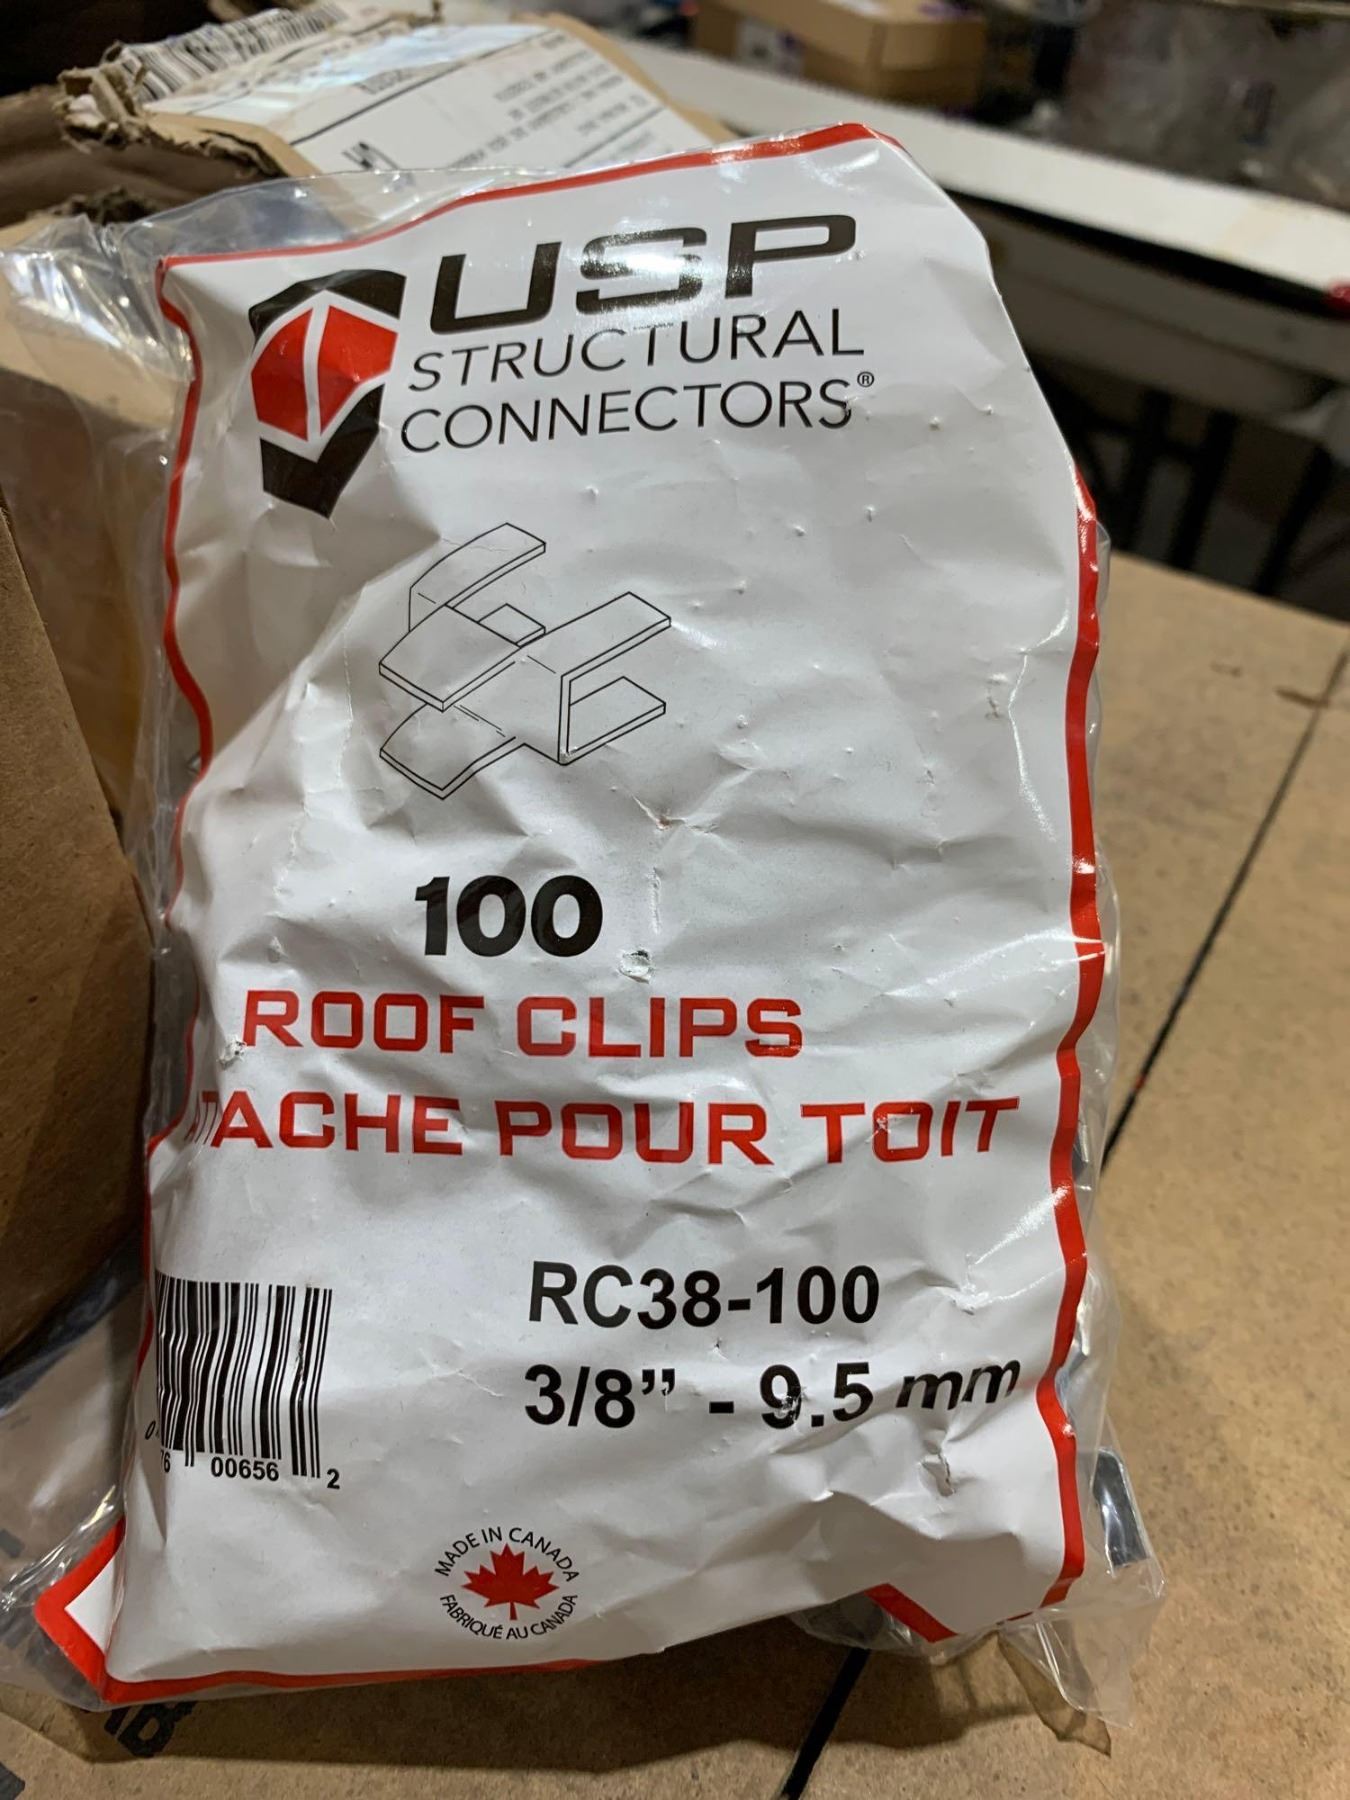 USP
STRUCTURAL
CONNECTORS®
100
ROOF CLIPS
ATTACHE POUR TOIT
RC38-100
3/8” - 9.5 mm
00656 2
MADE IN CANADA
FABRIQUÉ AU CANADA